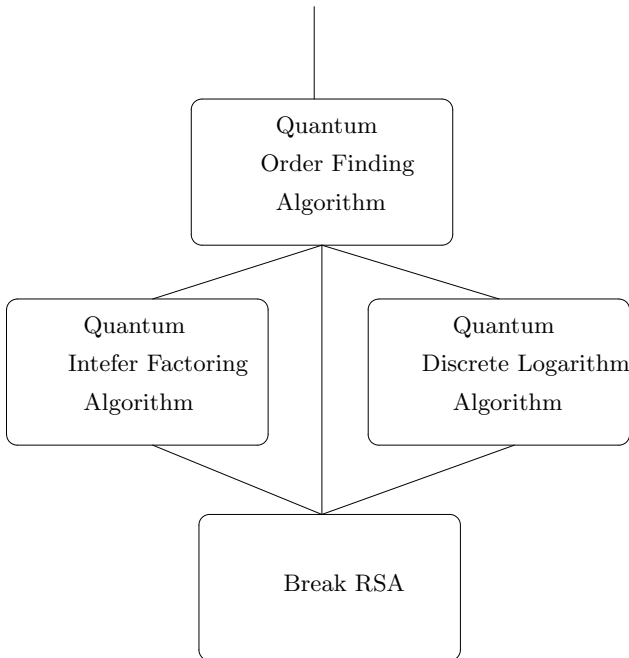 Quantum
Order Finding
Algorithm
Quantum
Intefer Factoring
Algorithm
Quantum
Discrete Logarithm
Algorithm
Break RSA